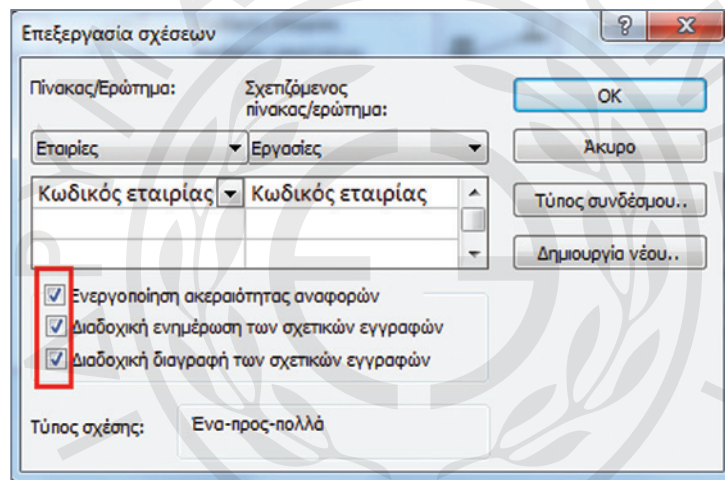 Επεξεργασία σχέσεων
Πίνακας/Ερώτημα:
Σχετιζόμενος
πίνακας/ερώτημα:
Εταιρίες
Εργασίες
Κωδικός εταιρίας
Κωδικός εταιρίας
Ενεργοποίηση ακεραιότητας αναφορών
Διαδοχική ενημέρωση των σχετικών εγγραφών
Διαδοχική διαγραφή των σχετικών εγγραφών
Τύπος σχέσης:
Ένα-προς-πολλά
OK
Άκυρο
Τύπος συνδέσμου..
Δημιουργία νέου..